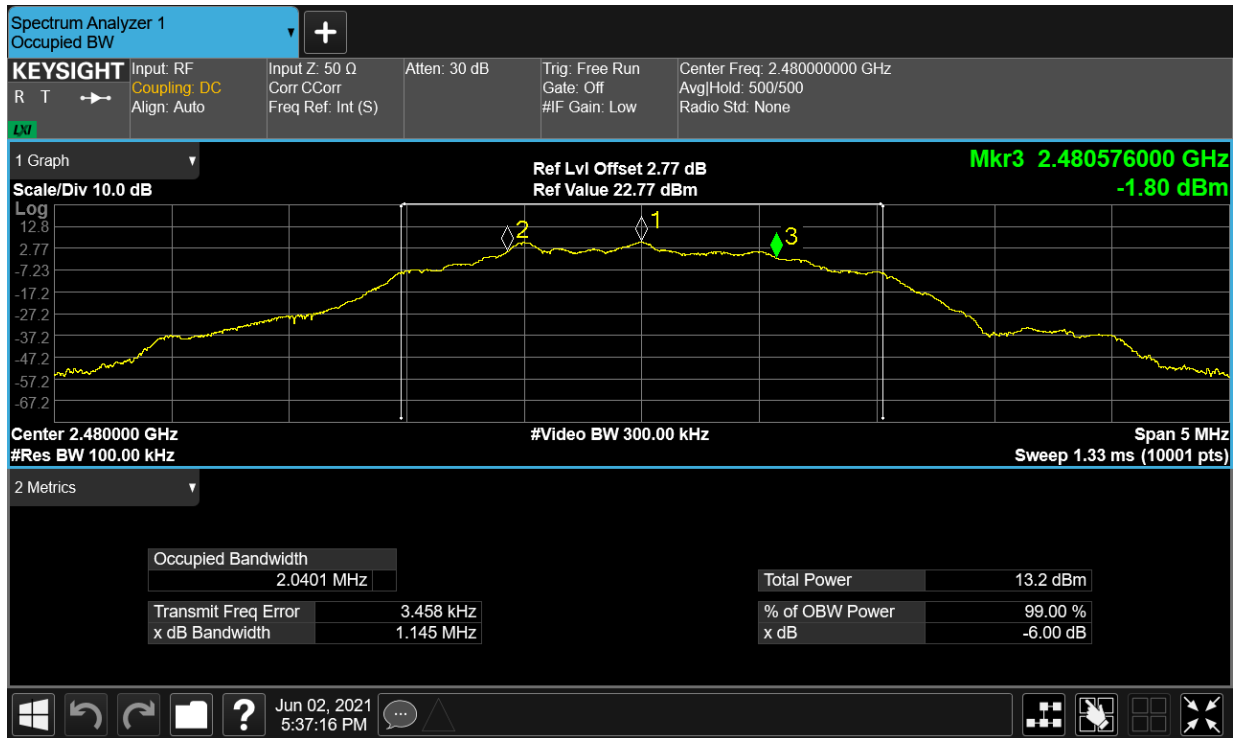 Spectrum Analyzer 1
Occupied BW
KEYSIGHT
R T
LXI
Input: RF
Coupling: DC
Align: Auto
Input Z: 50 Ω
Corr CCorr
Freq Ref: Int (S)
Atten: 30 dB
Trig: Free Run
Gate: Off
#IF Gain: Low
Center Freq: 2.480000000 GHz
Avg|Hold: 500/500
Radio Std: None
1 Graph
Scale/Div 10.0 dB
Ref Lvl Offset 2.77 dB
Ref Value 22.77 dBm
Mkr3 2.480576000 GHz
-1.80 dBm
Log
12.8
2.77
-7.23
-17.2
-27.2
-37.2
-47.2
-57.2
-67.2
2
1
3
Center 2.480000 GHz
#Res BW 100.00 kHz
#Video BW 300.00 kHz
Span 5 MHz
Sweep 1.33 ms (10001 pts)
2 Metrics
Occupied Bandwidth
2.0401 MHz
Transmit Freq Error 3.458 kHz
x dB Bandwidth 1.145 MHz
Total Power 13.2 dBm
% of OBW Power 99.00 %
x dB -6.00 dB
?
Jun 02, 2021
5:37:16 PM